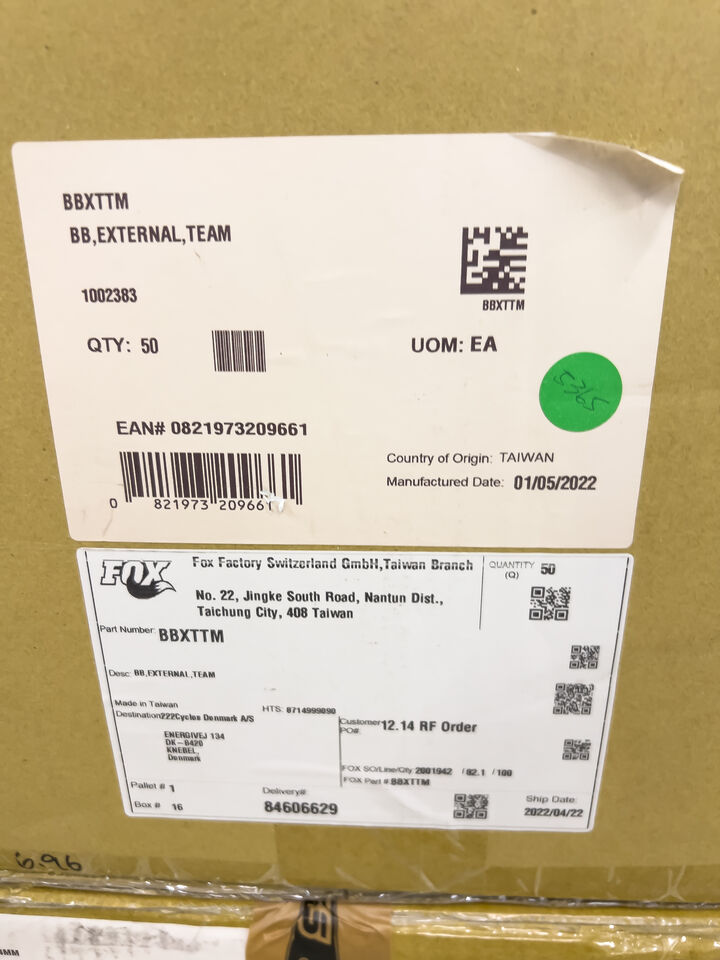 BBXTTM
BB,EXTERNAL,TEAM
1002383
BBXTTM
QTY: 50
UOM: EA
EAN# 0821973209661
0 821973 209661
Country of Origin: TAIWAN
Manufactured Date: 01/05/2022
FOX
Fox Factory Switzerland GmbH,Taiwan Branch
No. 22, Jingke South Road, Nantun Dist.,
Taichung City, 408 Taiwan
QUANTITY 50
(Q)
Part Number: BBXTTM
Desc: BB,EXTERNAL,TEAM
Made in Taiwan
HTS: 8714999090
Destination222Cycles Denmark A/S
ENERGIVEJ 134
DK-8420
KNEBEL,
Denmark
Customer 12.14 RF Order
PO#:
FOX SO/Line/Qty 2001942 /82.1 /100
FOX Part # BBXTTM
Pallet # 1
Box # 16
Delivery#
84606629
Ship Date:
2022/04/22
6.96